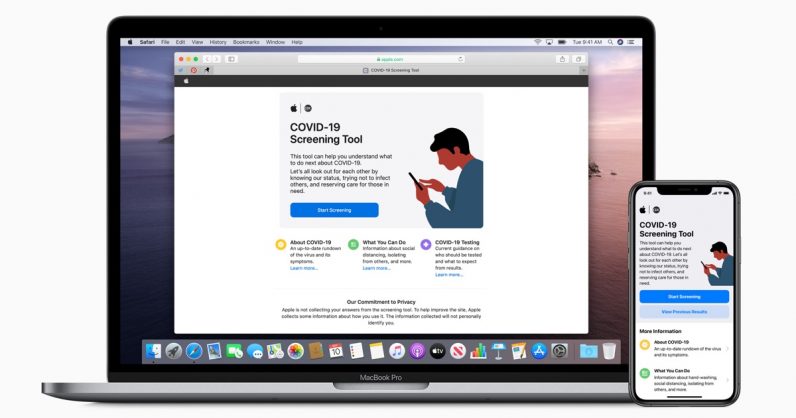 Safari File Edit View History Bookmarks Window Help
Tue 9:41 AM
apple.com
COVID-19 Screening Tool
COVID-19
Screening Tool
This tool can help you understand what
to do next about COVID-19.
Let's all look out for each other by
knowing our status, trying not to infect
others, and reserving care for those in
need.
Start Screening
About COVID-19
An up-to-date rundown
of the virus and its
symptoms.
Learn more...
What You Can Do
Information about social
distancing, isolating
from others, and more.
Learn more...
COVID-19 Testing
Current guidance on
who should be tested
and what to expect
from results.
Learn more...
Our Commitment to Privacy
Apple is not collecting your answers from the screening tool. To help improve the site, Apple
collects some information about how you use it. The information collected will not personally
identify you.
10
tv
MacBook Pro
9:41
COVID-19
Screening Tool
This tool can help you
understand what to do next
about COVID-19. Let's all
look out for each other by
knowing our status, trying
not to infect others, and
reserving care for those in
need.
Start Screening
View Previous Results
More Information
About COVID-19
An up-to-date rundown of the virus
and its symptoms.
What You Can Do
Information about hand-washing,
social distancing, isolating from
others, and more.